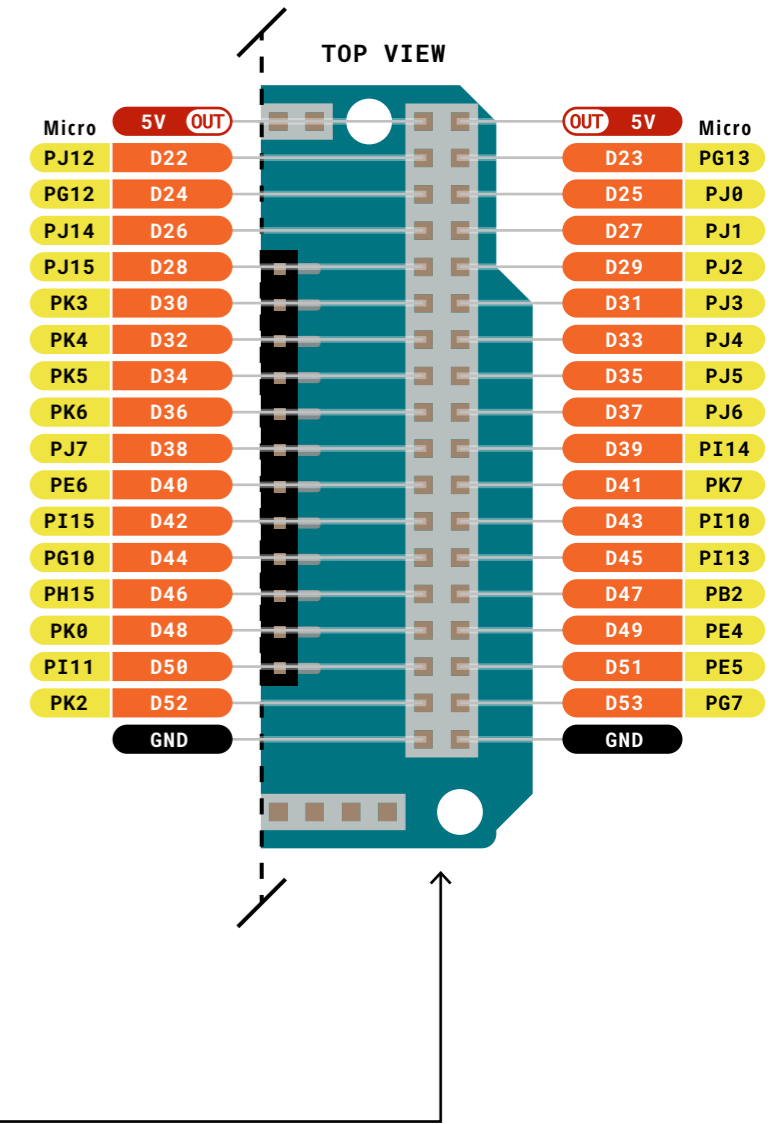 TOP VIEW
Micro 5V OUT OUT 5V Micro
PJ12 D22 D23 PG13
PG12 D24 D25 PJ0
PJ14 D26 D27 PJ1
PJ15 D28 D29 PJ2
PK3 D30 D31 PJ3
PK4 D32 D33 PJ4
PK5 D34 D35 PJ5
PK6 D36 D37 PJ6
PJ7 D38 D39 PI14
PE6 D40 D41 PK7
PI15 D42 D43 PI10
PG10 D44 D45 PI13
PH15 D46 D47 PB2
PK0 D48 D49 PE4
PI11 D50 D51 PE5
PK2 D52 D53 PG7
GND GND